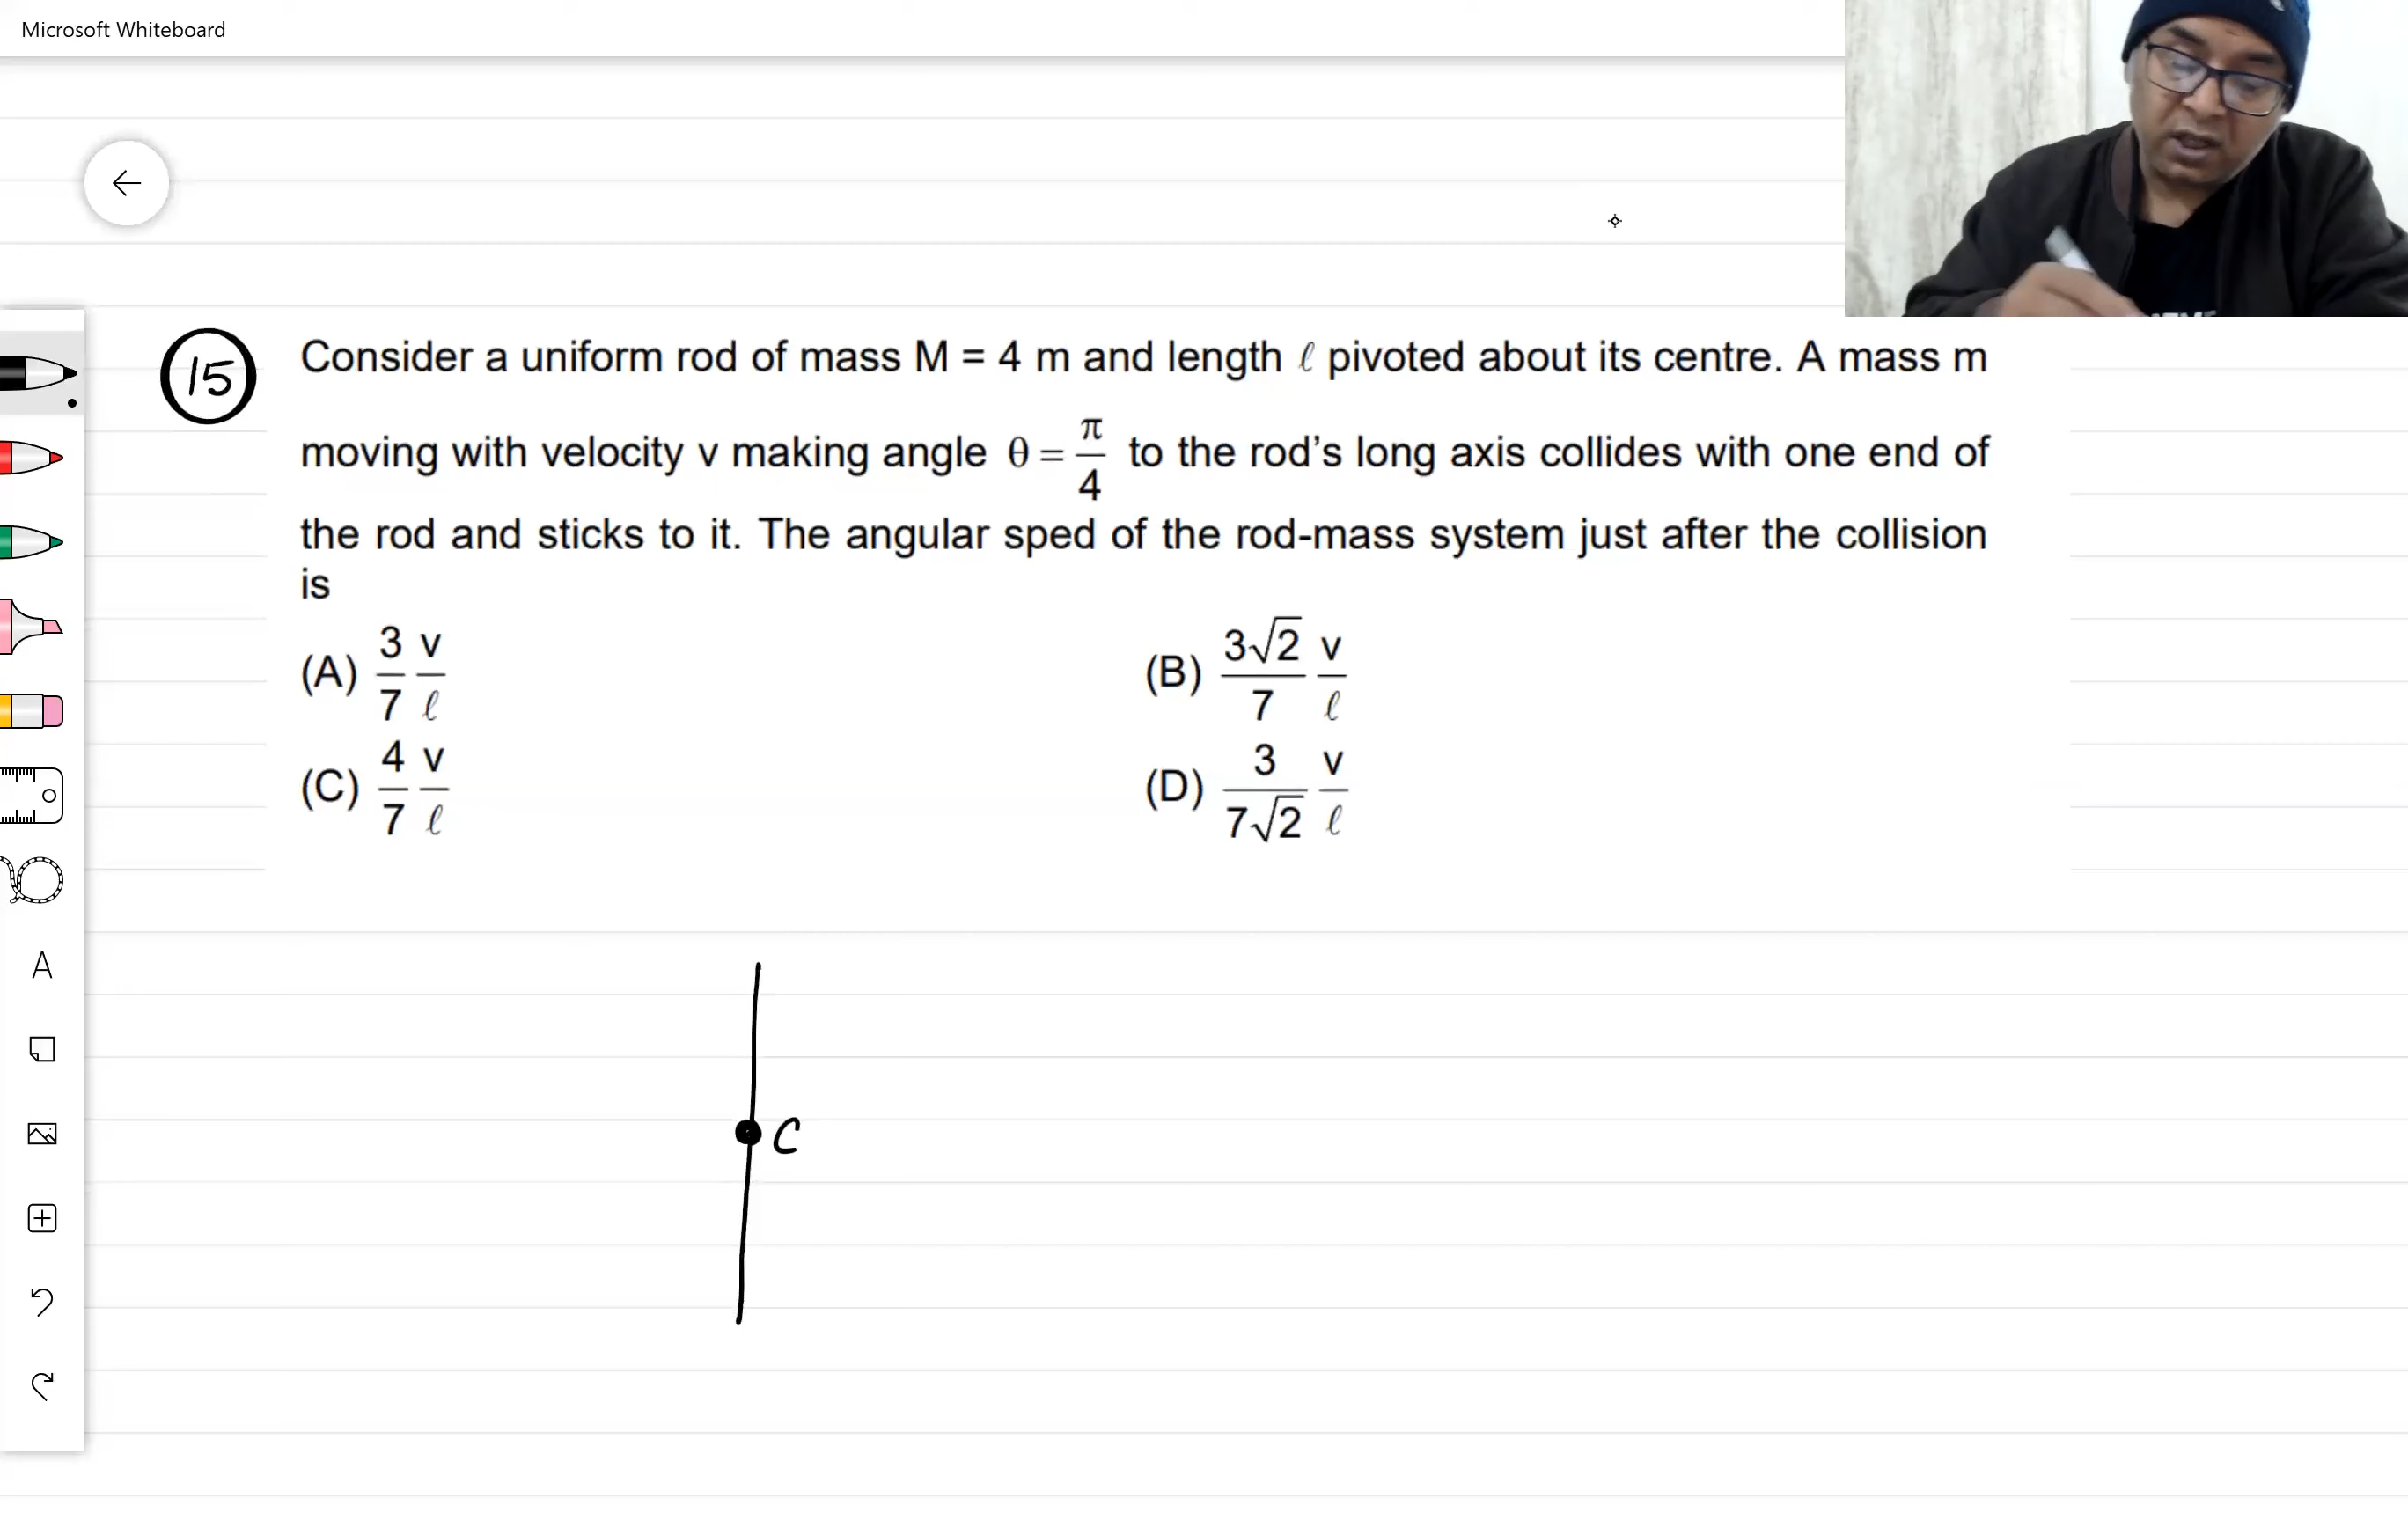 Microsoft Whiteboard
15
Consider a uniform rod of mass M = 4 m and length ℓ pivoted about its centre. A mass m
moving with velocity v making angle θ = π/4 to the rod's long axis collides with one end of
the rod and sticks to it. The angular sped of the rod-mass system just after the collision
is
(A) 3/7 v/ℓ (B) 3√2/7 v/ℓ
(C) 4/7 v/ℓ (D) 3/7√2 v/ℓ
A
C